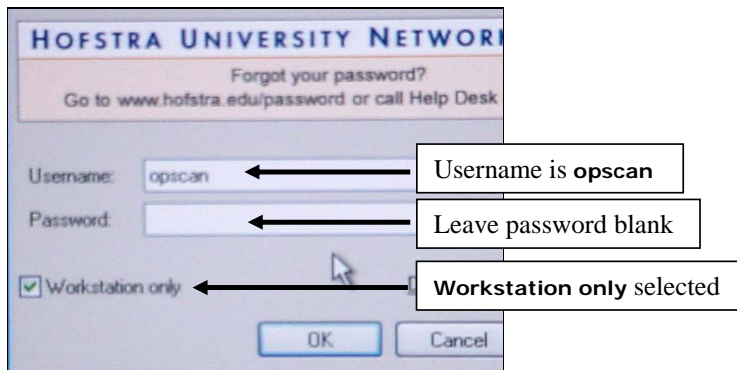 HOFSTRA UNIVERSITY NETWOR
Forgot your password?
Go to www.hofstra.edu/password or call Help Desk
Username: opscan
Username is opscan
Password:
Leave password blank
Workstation only
Workstation only selected
OK Cancel